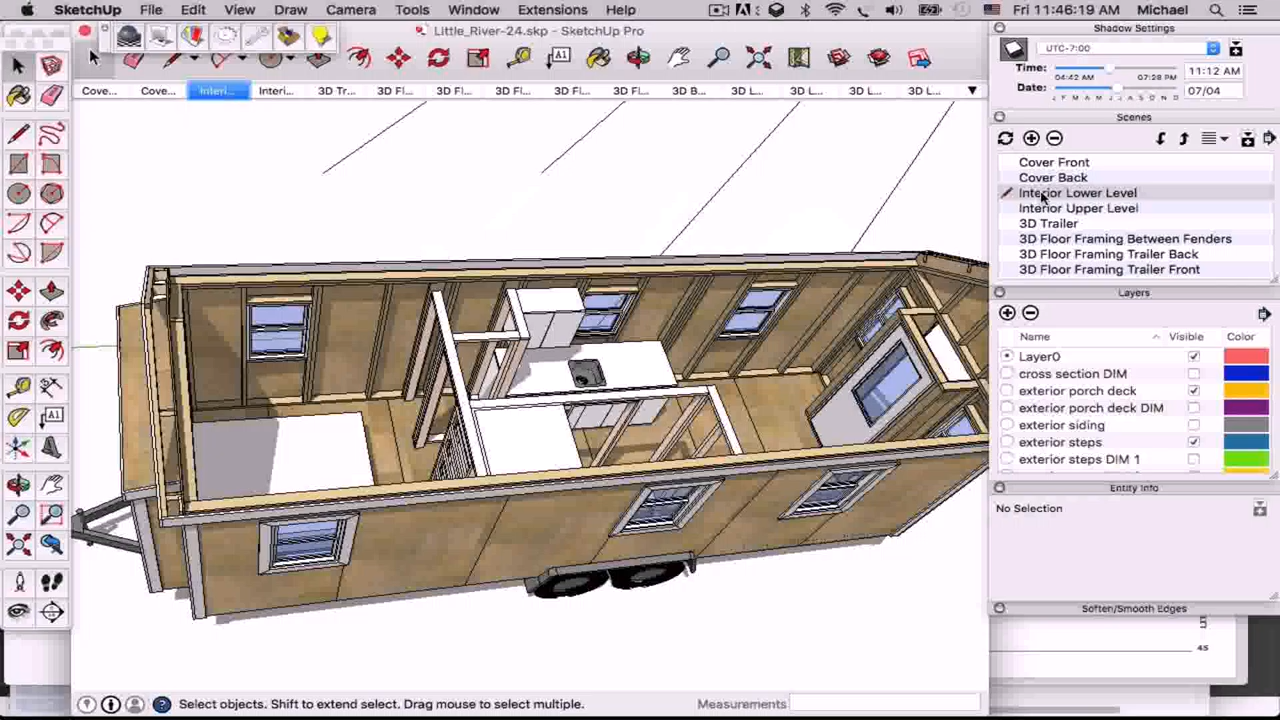 SketchUp File Edit View Draw Camera Tools Window Extensions Help
Fri 11:46:19 AM Michael
Little_River-24.skp - SketchUp Pro
A1
Cove... Cove... Interi... Interi... 3D Tr... 3D Fl... 3D Fl... 3D Fl... 3D Fl... 3D B... 3D L... 3D L... 3D L... 3D L...
A1
Select objects. Shift to extend select. Drag mouse to select multiple.
Measurements
Shadow Settings
UTC-7:00
Time:
04:42 AM 07:28 PM
11:12 AM
Date:
J F M A M J J A S O N D
07/04
Scenes
Cover Front
Cover Back
Interior Lower Level
Interior Upper Level
3D Trailer
3D Floor Framing Between Fenders
3D Floor Framing Trailer Back
3D Floor Framing Trailer Front
Layers
Name Visible Color
Layer0
cross section DIM
exterior porch deck
exterior porch deck DIM
exterior siding
exterior steps
exterior steps DIM 1
Entity Info
No Selection
Soften/Smooth Edges
45